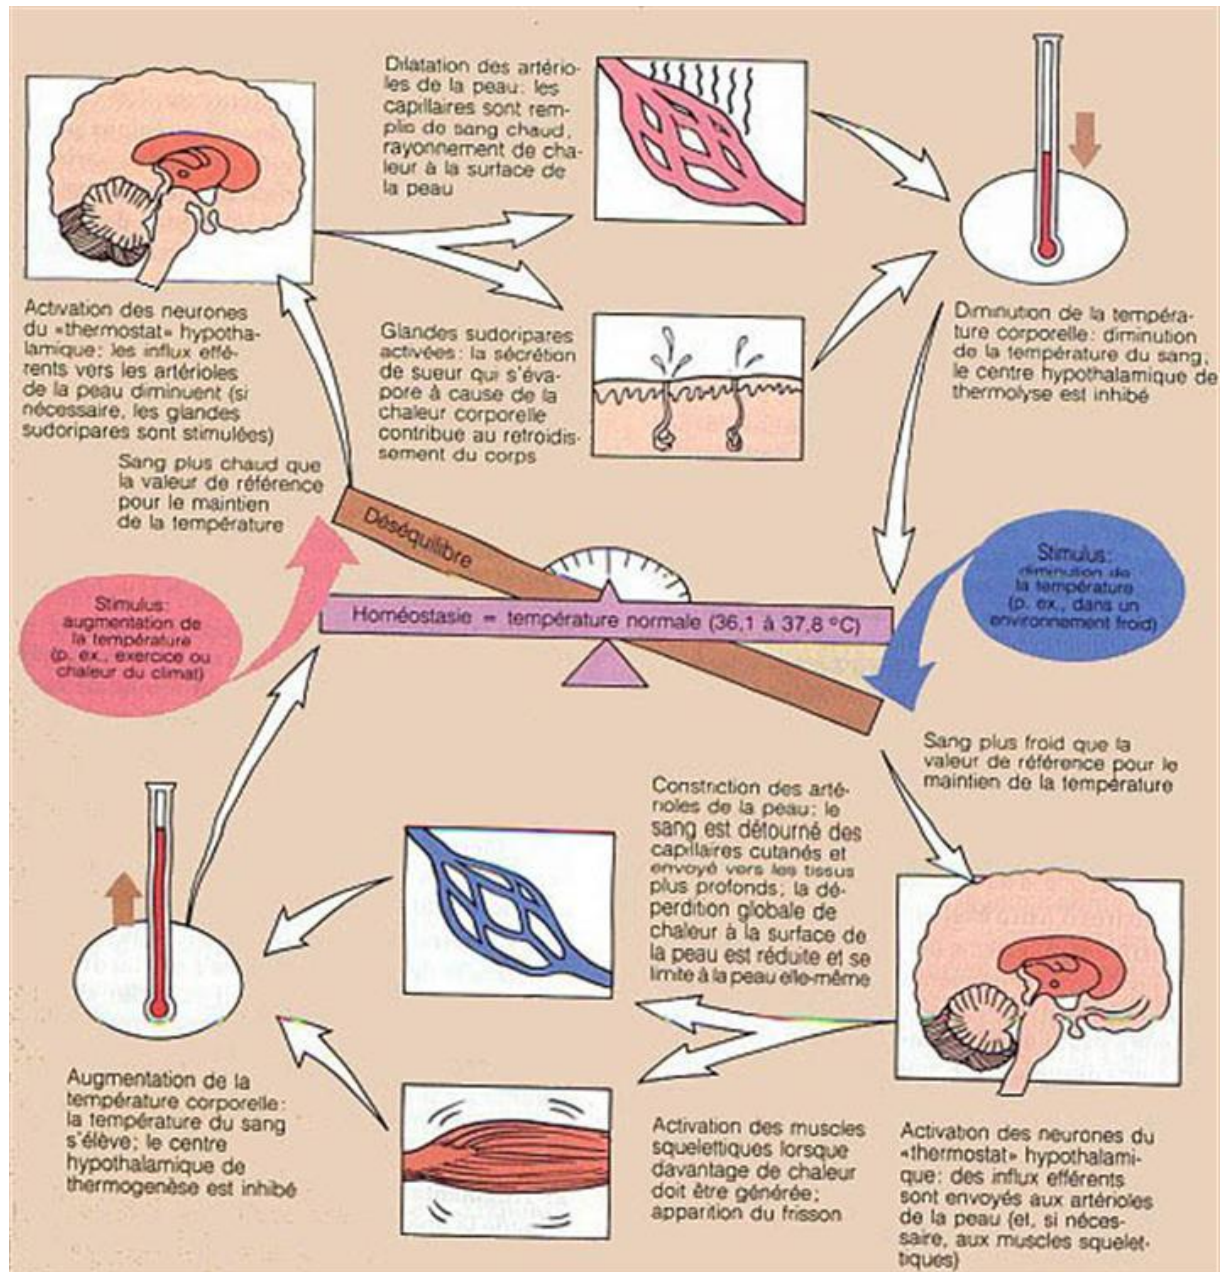 Dilatation des artério-
les de la peau: les
capillaires sont rem-
plis de sang chaud,
rayonnement de cha-
leur à la surface de
la peau
Activation des neurones
du «thermostat» hypotha-
lamique: les influx effé-
rents vers les artérioles
de la peau diminuent (si
nécessaire, les glandes
sudoripares sont stimulées)
Glandes sudoripares
activées: la sécrétion
de sueur qui s'éva-
pore à cause de la
chaleur corporelle
contribue au retroidis-
sement du corps
Diminution de la tempéra-
ture corporelle: diminution
de la température du sang;
le centre hypothalamique de
thermolyse est inhibé
Sang plus chaud que
la valeur de référence
pour le maintien
de la température
Déséquilibre
Stimulus:
augmentation de
la température
(p. ex., exercice ou
chaleur du climat)
Homéostasie = température normale (36,1 à 37,8 °C)
Stimulus:
diminution de
la température
(p. ex., dans un
environnement froid)
Sang plus froid que la
valeur de référence pour le
maintien de la température
Constriction des arté-
rioles de la peau: le
sang est détourné des
capillaires cutanés et
envoyé vers les tissus
plus profonds; la dé-
perdition globale de
chaleur à la surface de
la peau est réduite et se
limite à la peau elle-même
Augmentation de la
température corporelle:
la température du sang
s'élève; le centre
hypothalamique de
thermogenèse est inhibé
Activation des muscles
squelettiques lorsque
davantage de chaleur
doit être générée;
apparition du frisson
Activation des neurones du
«thermostat» hypothalami-
que: des influx efférents
sont envoyés aux artérioles
de la peau (et, si néces-
saire, aux muscles squelet-
tiques)